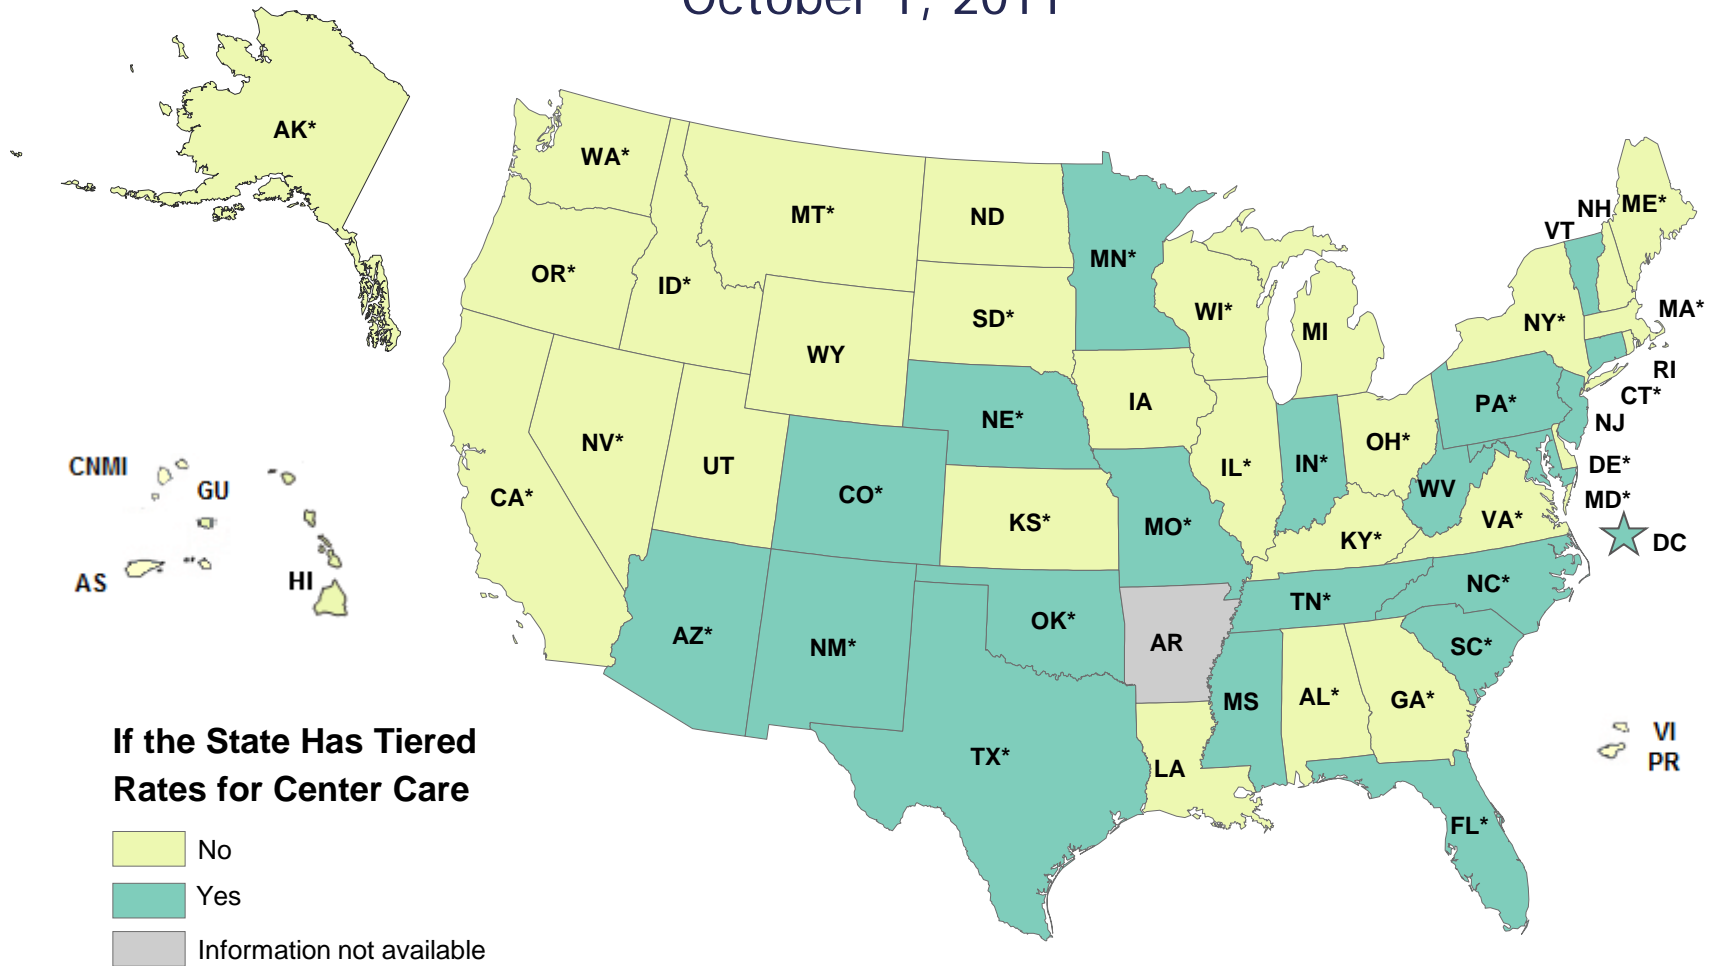 October 1, 2011
AK*
WA*
MT*
ND
MN*
VT
NH
ME*
OR*
ID*
SD*
WI*
MI
NY*
MA*
WY
RI
CT*
NE*
IA
PA*
NJ
NV*
UT
OH*
IL*
IN*
DE*
CNMI
GU
CA*
CO*
WV
MD*
KS*
MO*
VA*
KY*
DC
AS
HI
NC*
TN*
OK*
AZ*
NM*
AR
SC*
MS
AL*
GA*
TX*
LA
VI
PR
FL*
If the State Has Tiered
Rates for Center Care
No
Yes
Information not available